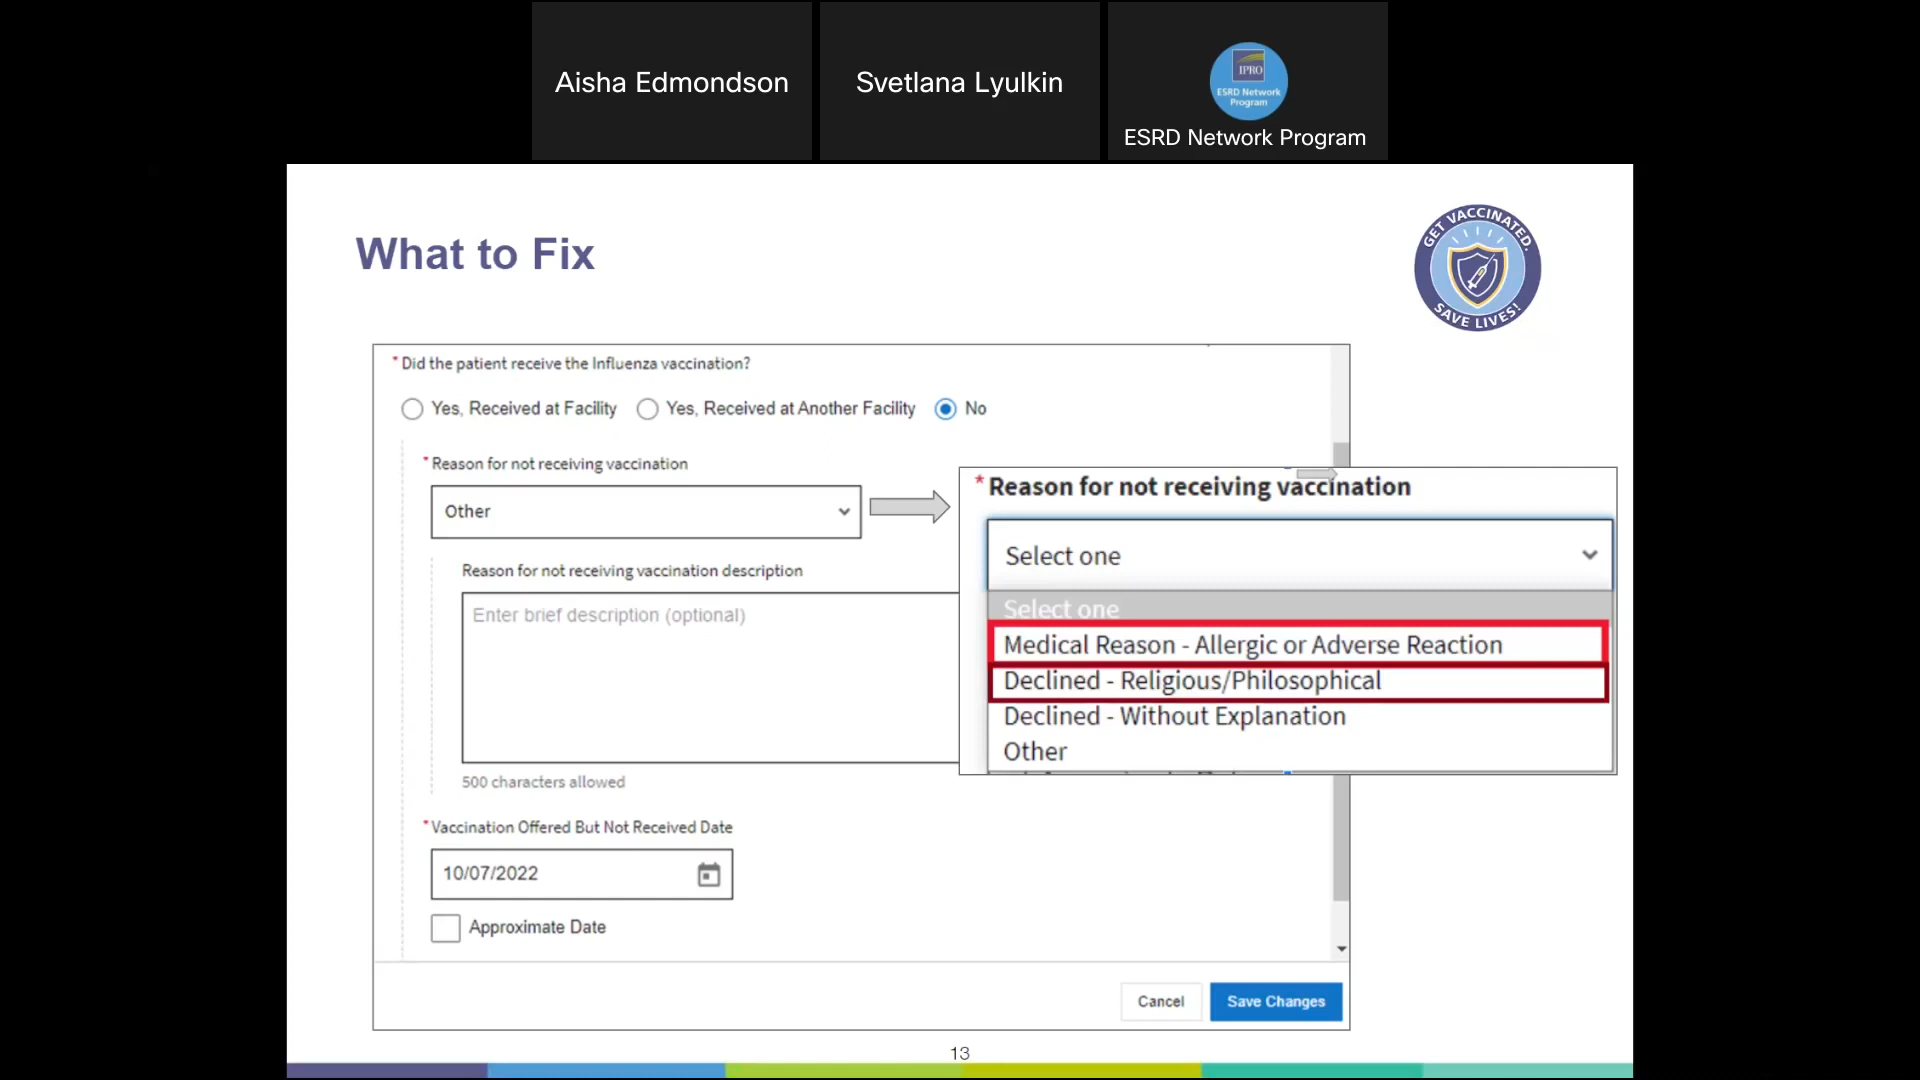 Aisha Edmondson
Svetlana Lyulkin
IPRO
ESRD Network
Program
ESRD Network Program
What to Fix
GET VACCINATED.
SAVE LIVES!
* Did the patient receive the Influenza vaccination?
Yes, Received at Facility Yes, Received at Another Facility No
* Reason for not receiving vaccination
Other
Reason for not receiving vaccination description
Enter brief description (optional)
500 characters allowed
* Vaccination Offered But Not Received Date
10/07/2022
Approximate Date
* Reason for not receiving vaccination
Select one
Select one
Medical Reason - Allergic or Adverse Reaction
Declined - Religious/Philosophical
Declined - Without Explanation
Other
Cancel Save Changes
13